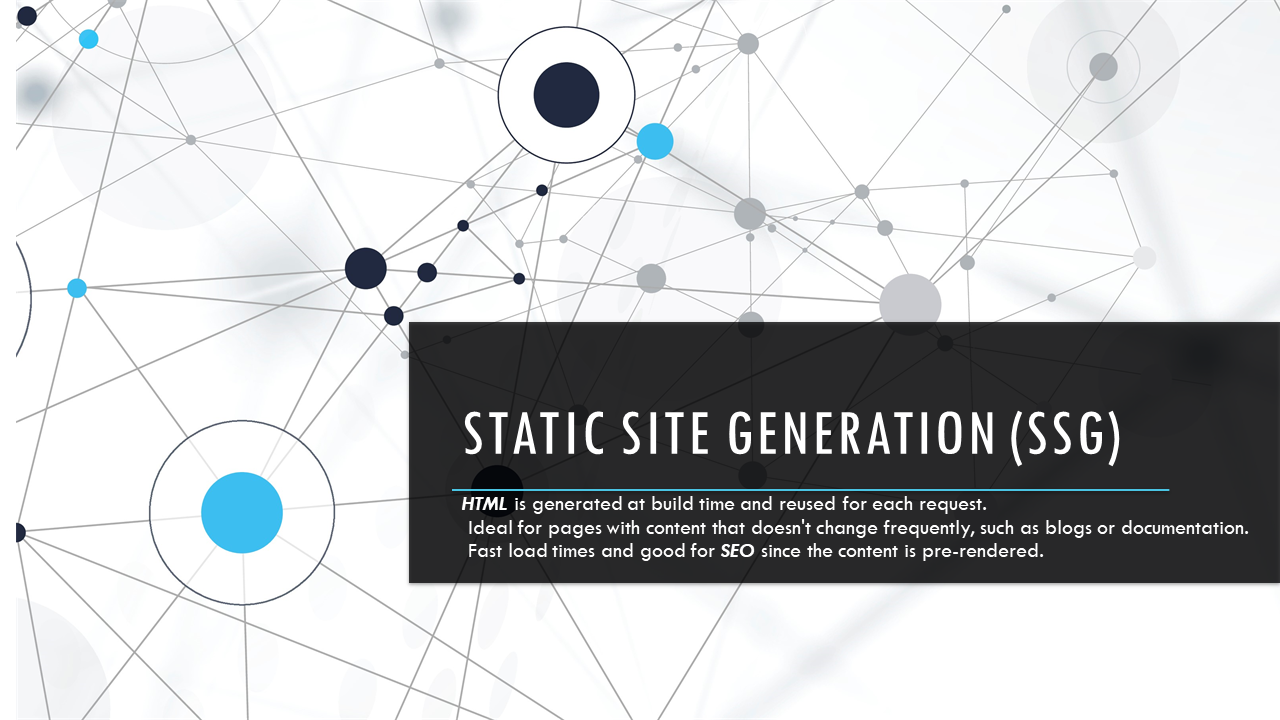 STATIC SITE GENERATION (SSG)
HTML is generated at build time and reused for each request.
Ideal for pages with content that doesn't change frequently, such as blogs or documentation.
Fast load times and good for SEO since the content is pre-rendered.